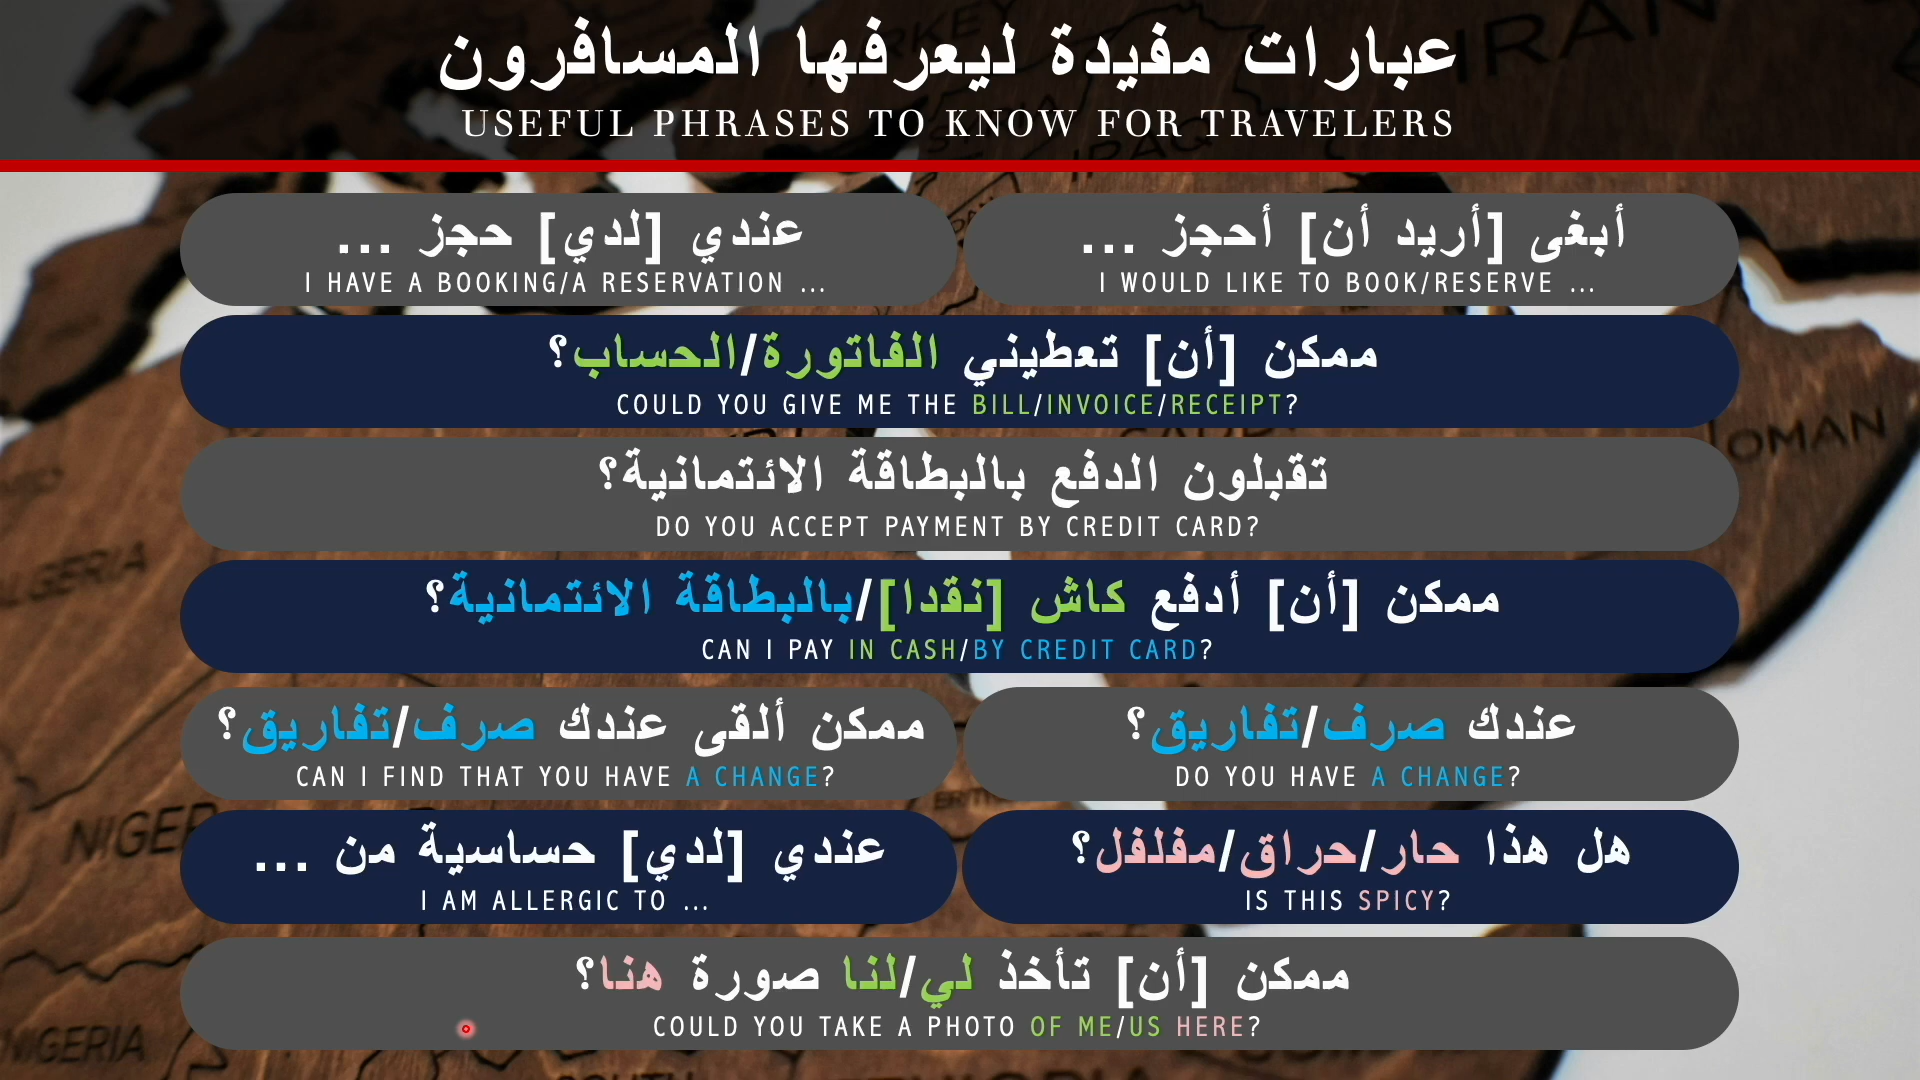 عبارات مفيدة ليعرفها المسافرون
USEFUL PHRASES TO KNOW FOR TRAVELERS
أبغى [أريد أن] أحجز ...
I WOULD LIKE TO BOOK/RESERVE ...
عندي [لدي] حجز ...
I HAVE A BOOKING/A RESERVATION ...
ممكن [أن] تعطيني الفاتورة/الحساب؟
COULD YOU GIVE ME THE BILL/INVOICE/RECEIPT?
تقبلون الدفع بالبطاقة الائتمانية؟
DO YOU ACCEPT PAYMENT BY CREDIT CARD?
ممكن [أن] أدفع كاش [نقدا]/بالبطاقة الائتمانية؟
CAN I PAY IN CASH/BY CREDIT CARD?
عندك صرف/تفاريق؟
DO YOU HAVE A CHANGE?
ممكن ألقى عندك صرف/تفاريق؟
CAN I FIND THAT YOU HAVE A CHANGE?
هل هذا حار/حراق/مفلفل؟
IS THIS SPICY?
عندي [لدي] حساسية من ...
I AM ALLERGIC TO ...
ممكن [أن] تأخذ لي/لنا صورة هنا؟
COULD YOU TAKE A PHOTO OF ME/US HERE?
IRAN
IRAQ
OMAN
NIGER
NIGERIA